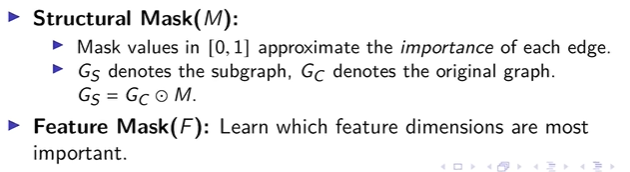 Structural Mask(M):
Mask values in [0, 1] approximate the importance of each edge.
G_S denotes the subgraph, G_C denotes the original graph.
G_S = G_C ⊙ M.
Feature Mask(F): Learn which feature dimensions are most
important.